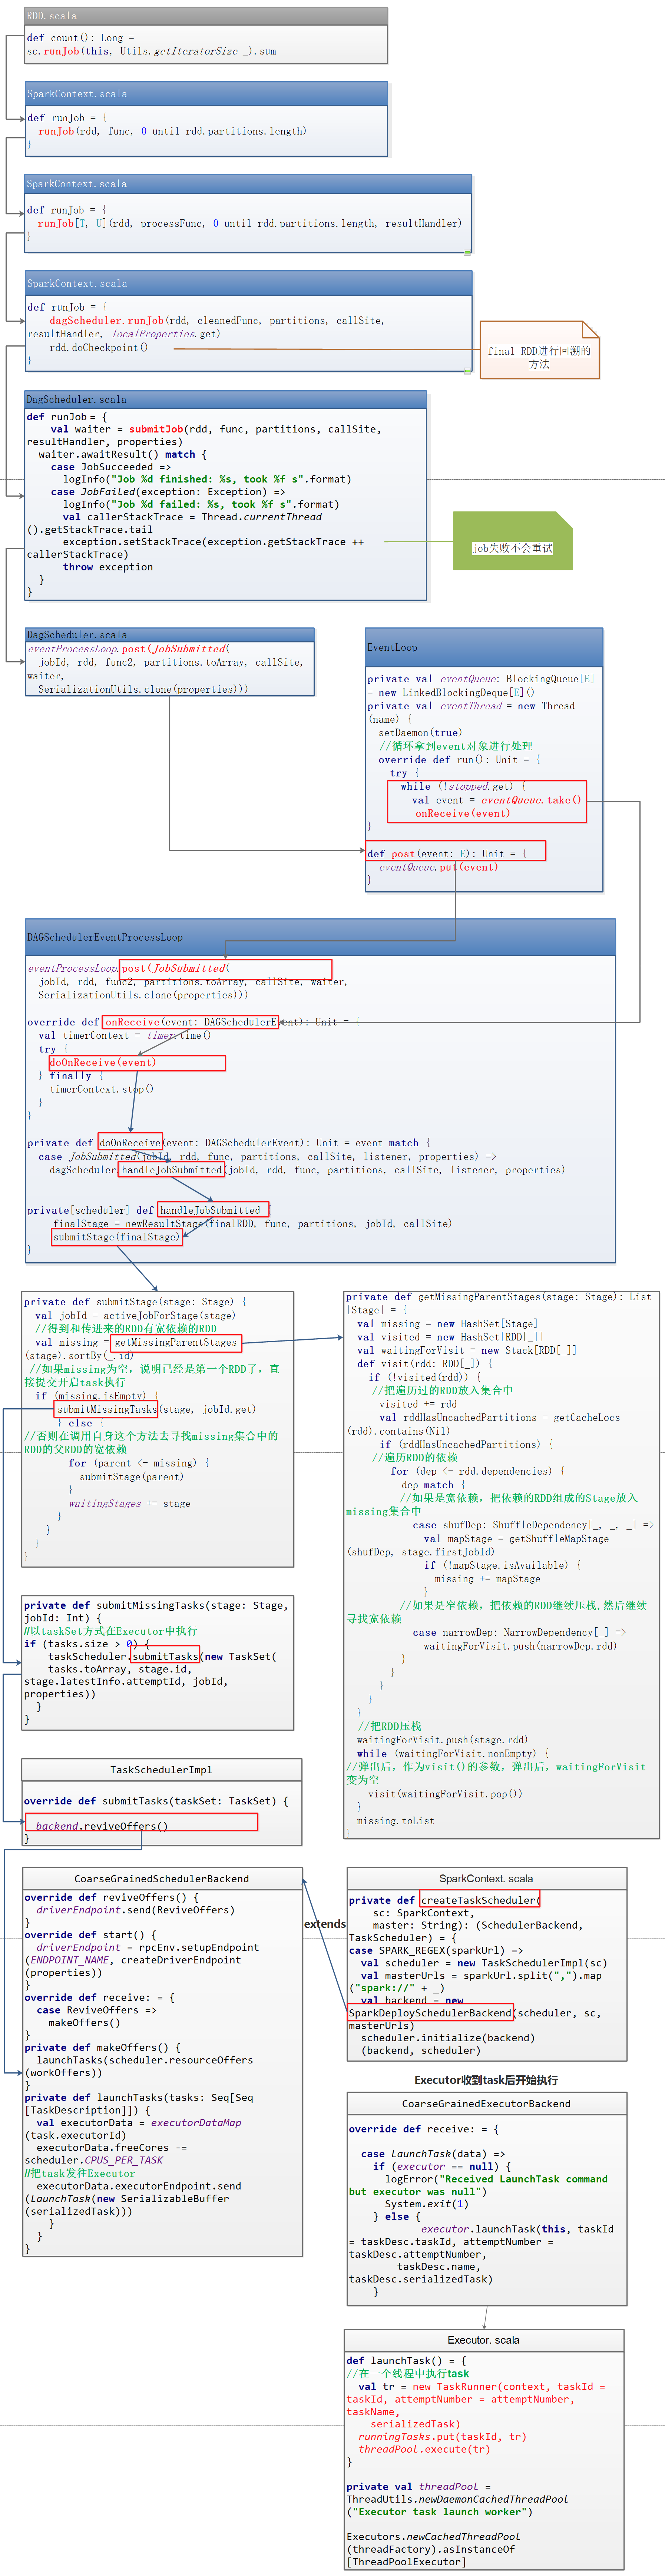 RDD.scala
def count(): Long =
sc.runJob(this, Utils.getIteratorSize _).sum
SparkContext.scala
def runJob = {
runJob(rdd, func, 0 until rdd.partitions.length)
}
SparkContext.scala
def runJob = {
runJob[T, U](rdd, processFunc, 0 until rdd.partitions.length, resultHandler)
}
SparkContext.scala
def runJob = {
dagScheduler.runJob(rdd, cleanedFunc, partitions, callSite,
resultHandler, localProperties.get)
rdd.doCheckpoint()
}
final RDD进行回溯的
方法
DagScheduler.scala
def runJob = {
val waiter = submitJob(rdd, func, partitions, callSite,
resultHandler, properties)
waiter.awaitResult() match {
case JobSucceeded =>
logInfo("Job %d finished: %s, took %f s".format)
case JobFailed(exception: Exception) =>
logInfo("Job %d failed: %s, took %f s".format)
val callerStackTrace = Thread.currentThread
().getStackTrace.tail
exception.setStackTrace(exception.getStackTrace ++
callerStackTrace)
throw exception
}
}
job失败不会重试
DagScheduler.scala
eventProcessLoop.post(JobSubmitted(
jobId, rdd, func2, partitions.toArray, callSite,
waiter,
SerializationUtils.clone(properties)))
EventLoop
private val eventQueue: BlockingQueue[E]
= new LinkedBlockingDeque[E]()
private val eventThread = new Thread
(name) {
setDaemon(true)
//循环拿到event对象进行处理
override def run(): Unit = {
try {
while (!stopped.get) {
val event = eventQueue.take()
onReceive(event)
}
def post(event: E): Unit = {
eventQueue.put(event)
}
DAGSchedulerEventProcessLoop
eventProcessLoop.post(JobSubmitted(
jobId, rdd, func2, partitions.toArray, callSite, waiter,
SerializationUtils.clone(properties)))
override def onReceive(event: DAGSchedulerEvent): Unit = {
val timerContext = timer.time()
try {
doOnReceive(event)
} finally {
timerContext.stop()
}
}
private def doOnReceive(event: DAGSchedulerEvent): Unit = event match {
case JobSubmitted(jobId, rdd, func, partitions, callSite, listener, properties) =>
dagScheduler.handleJobSubmitted(jobId, rdd, func, partitions, callSite, listener, properties)
private[scheduler] def handleJobSubmitted {
finalStage = newResultStage(finalRDD, func, partitions, jobId, callSite)
submitStage(finalStage)
}
private def submitStage(stage: Stage) {
val jobId = activeJobForStage(stage)
//得到和传进来的RDD有宽依赖的RDD
val missing = getMissingParentStages
(stage).sortBy(_.id)
//如果missing为空，说明已经是第一个RDD了，直
接提交开启task执行
if (missing.isEmpty) {
submitMissingTasks(stage, jobId.get)
} else {
//否则在调用自身这个方法去寻找missing集合中的
RDD的父RDD的宽依赖
for (parent <- missing) {
submitStage(parent)
}
waitingStages += stage
}
}
}
}
private def getMissingParentStages(stage: Stage): List
[Stage] = {
val missing = new HashSet[Stage]
val visited = new HashSet[RDD[_]]
val waitingForVisit = new Stack[RDD[_]]
def visit(rdd: RDD[_]) {
if (!visited(rdd)) {
//把遍历过的RDD放入集合中
visited += rdd
val rddHasUncachedPartitions = getCacheLocs
(rdd).contains(Nil)
if (rddHasUncachedPartitions) {
//遍历RDD的依赖
for (dep <- rdd.dependencies) {
dep match {
//如果是宽依赖，把依赖的RDD组成的Stage放入
missing集合中
case shufDep: ShuffleDependency[_, _, _] =>
val mapStage = getShuffleMapStage
(shufDep, stage.firstJobId)
if (!mapStage.isAvailable) {
missing += mapStage
}
//如果是窄依赖，把依赖的RDD继续压栈,然后继续
寻找宽依赖
case narrowDep: NarrowDependency[_] =>
waitingForVisit.push(narrowDep.rdd)
}
}
}
}
}
//把RDD压栈
waitingForVisit.push(stage.rdd)
while (waitingForVisit.nonEmpty) {
//弹出后，作为visit()的参数，弹出后，waitingForVisit
变为空
visit(waitingForVisit.pop())
}
missing.toList
}
private def submitMissingTasks(stage: Stage,
jobId: Int) {
//以taskSet方式在Executor中执行
if (tasks.size > 0) {
taskScheduler.submitTasks(new TaskSet(
tasks.toArray, stage.id,
stage.latestInfo.attemptId, jobId,
properties))
}
}
TaskSchedulerImpl
override def submitTasks(taskSet: TaskSet) {
backend.reviveOffers()
}
CoarseGrainedSchedulerBackend
override def reviveOffers() {
driverEndpoint.send(ReviveOffers)
}
override def start() {
driverEndpoint = rpcEnv.setupEndpoint
(ENDPOINT_NAME, createDriverEndpoint
(properties))
}
override def receive: = {
case ReviveOffers =>
makeOffers()
}
private def makeOffers() {
launchTasks(scheduler.resourceOffers
(workOffers))
}
private def launchTasks(tasks: Seq[Seq
[TaskDescription]]) {
val executorData = executorDataMap
(task.executorId)
executorData.freeCores -=
scheduler.CPUS_PER_TASK
//把task发往Executor
executorData.executorEndpoint.send
(LaunchTask(new SerializableBuffer
(serializedTask)))
}
}
}
extends
SparkContext. scala
private def createTaskScheduler(
sc: SparkContext,
master: String): (SchedulerBackend,
TaskScheduler) = {
case SPARK_REGEX(sparkUrl) =>
val scheduler = new TaskSchedulerImpl(sc)
val masterUrls = sparkUrl.split(",").map
("spark://" + _)
val backend = new
SparkDeploySchedulerBackend(scheduler, sc,
masterUrls)
scheduler.initialize(backend)
(backend, scheduler)
Executor收到task后开始执行
CoarseGrainedExecutorBackend
override def receive: = {
case LaunchTask(data) =>
if (executor == null) {
logError("Received LaunchTask command
but executor was null")
System.exit(1)
} else {
executor.launchTask(this, taskId
= taskDesc.taskId, attemptNumber =
taskDesc.attemptNumber,
taskDesc.name,
taskDesc.serializedTask)
}
Executor. scala
def launchTask() = {
//在一个线程中执行task
val tr = new TaskRunner(context, taskId =
taskId, attemptNumber = attemptNumber,
taskName,
serializedTask)
runningTasks.put(taskId, tr)
threadPool.execute(tr)
}
private val threadPool =
ThreadUtils.newDaemonCachedThreadPool
("Executor task launch worker")
Executors.newCachedThreadPool
(threadFactory).asInstanceOf
[ThreadPoolExecutor]